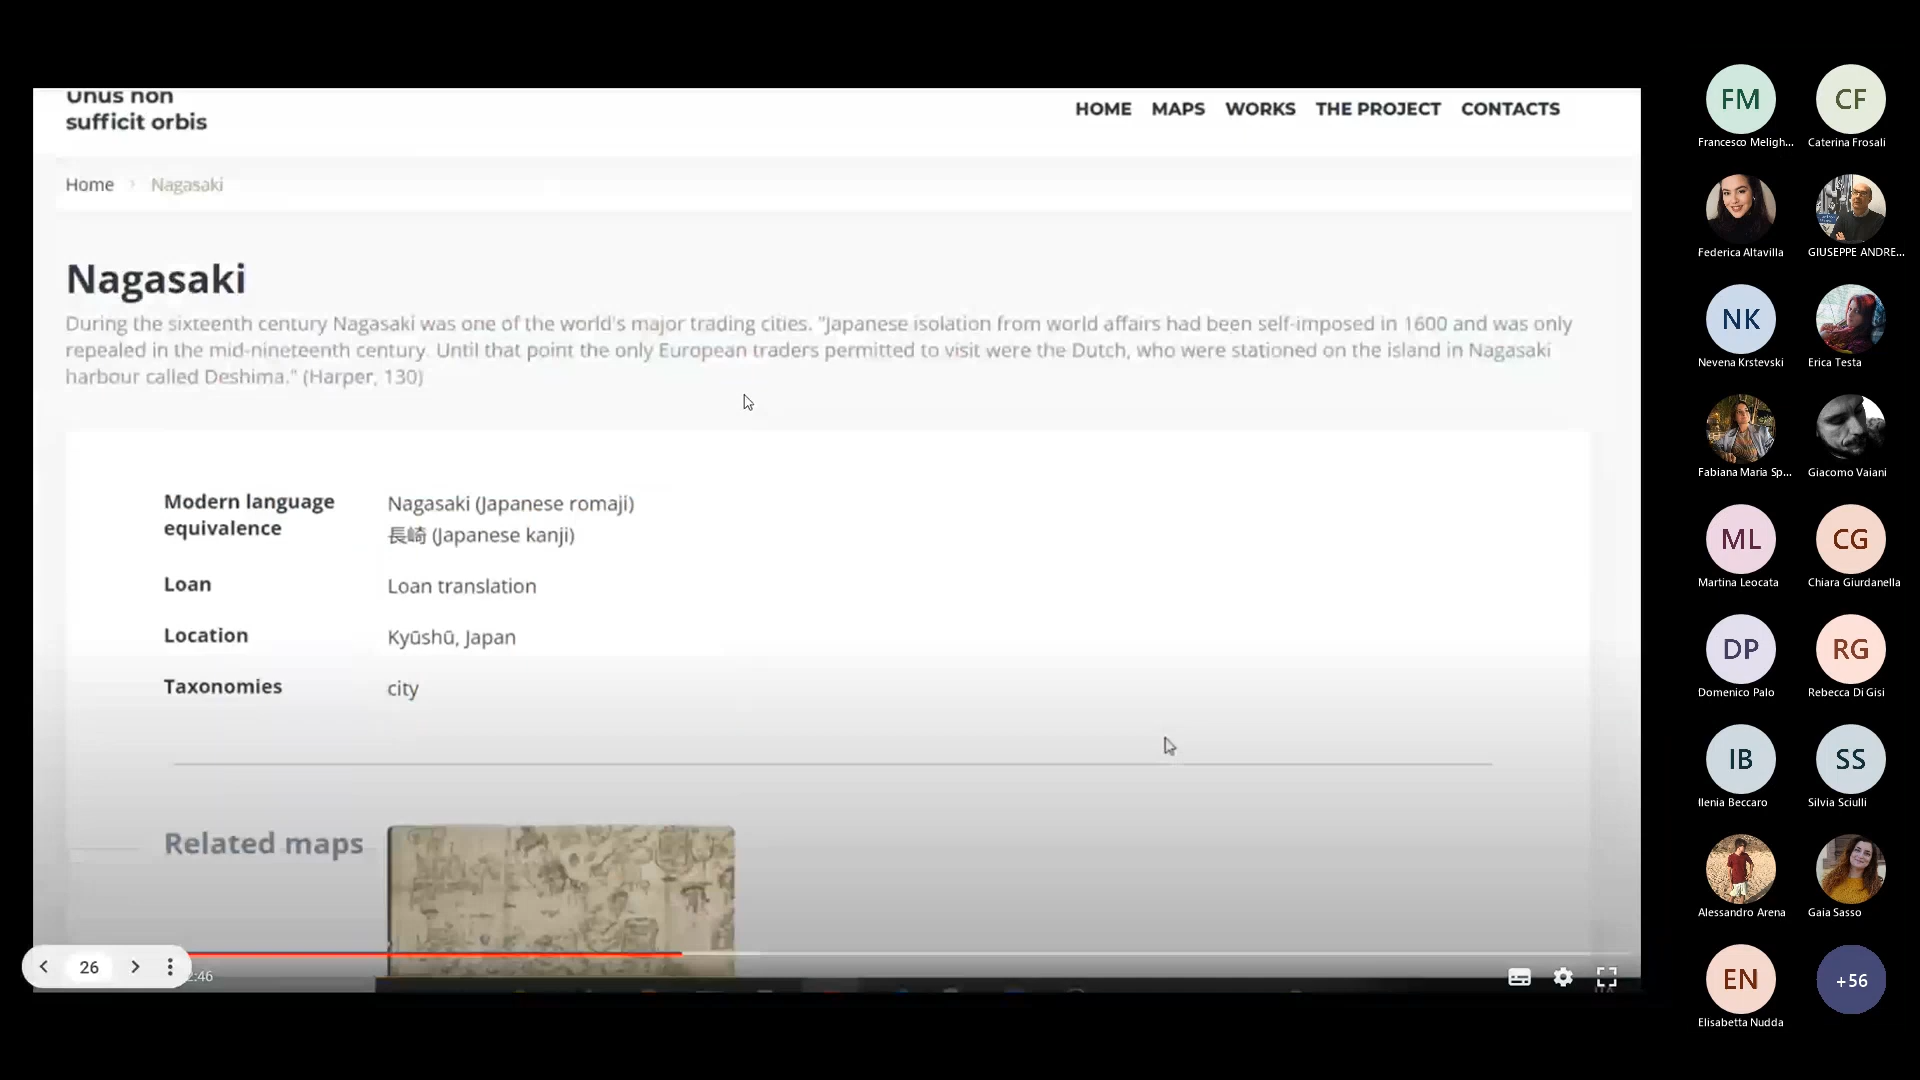 Unus non
sufficit orbis
HOME MAPS WORKS THE PROJECT CONTACTS
Home › Nagasaki
Nagasaki
During the sixteenth century Nagasaki was one of the world's major trading cities. "Japanese isolation from world affairs had been self-imposed in 1600 and was only
repealed in the mid-nineteenth century. Until that point the only European traders permitted to visit were the Dutch, who were stationed on the island in Nagasaki
harbour called Deshima." (Harper, 130)
Modern language
equivalence
Nagasaki (Japanese romaji)
長崎 (Japanese kanji)
Loan
Loan translation
Location
Kyūshū, Japan
Taxonomies
city
Related maps
26
:46
FM
Francesco Meligh...
CF
Caterina Frosali
Federica Altavilla
GIUSEPPE ANDRE...
NK
Nevena Krstevski
Erica Testa
Fabiana Maria Sp...
Giacomo Vaiani
ML
Martina Leocata
CG
Chiara Giurdanella
DP
Domenico Palo
RG
Rebecca Di Gisi
IB
Ilenia Beccaro
SS
Silvia Sciulli
Alessandro Arena
Gaia Sasso
EN
Elisabetta Nudda
+56